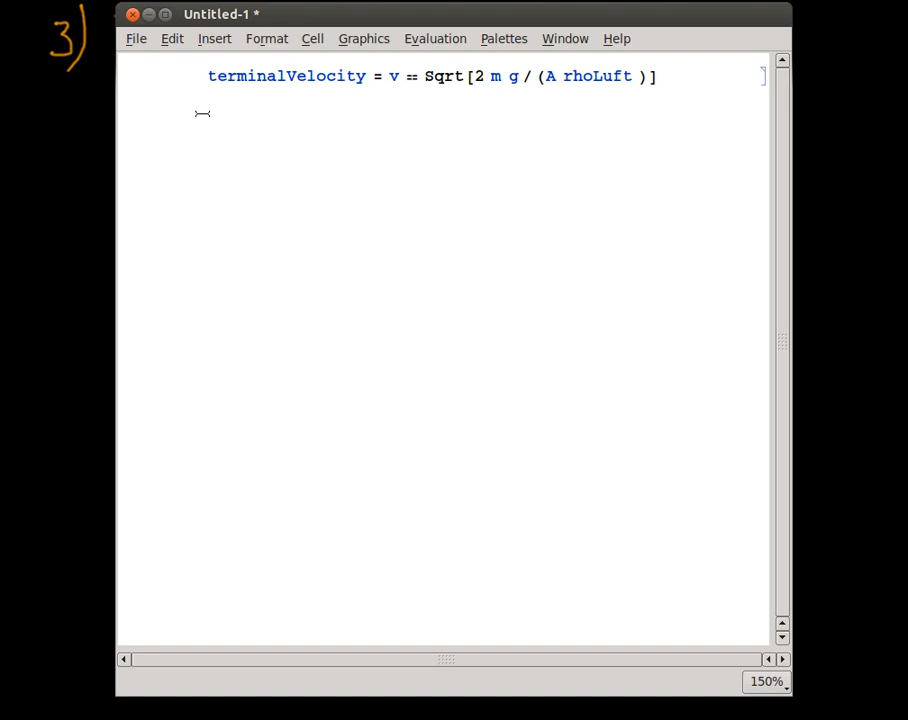 3)
Untitled-1 *
File Edit Insert Format Cell Graphics Evaluation Palettes Window Help
terminalVelocity = v == Sqrt[2 m g/(A rhoLuft )]
150%